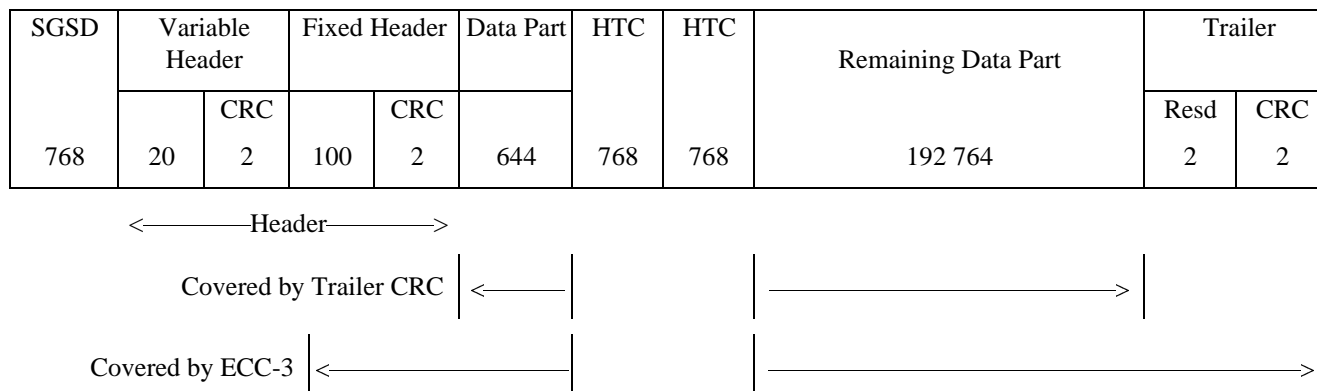 SGSD Variable Header Fixed Header Data Part HTC HTC Remaining Data Part Trailer
CRC CRC Resd CRC
768 20 2 100 2 644 768 768 192 764 2 2
Header
Covered by Trailer CRC
Covered by ECC-3